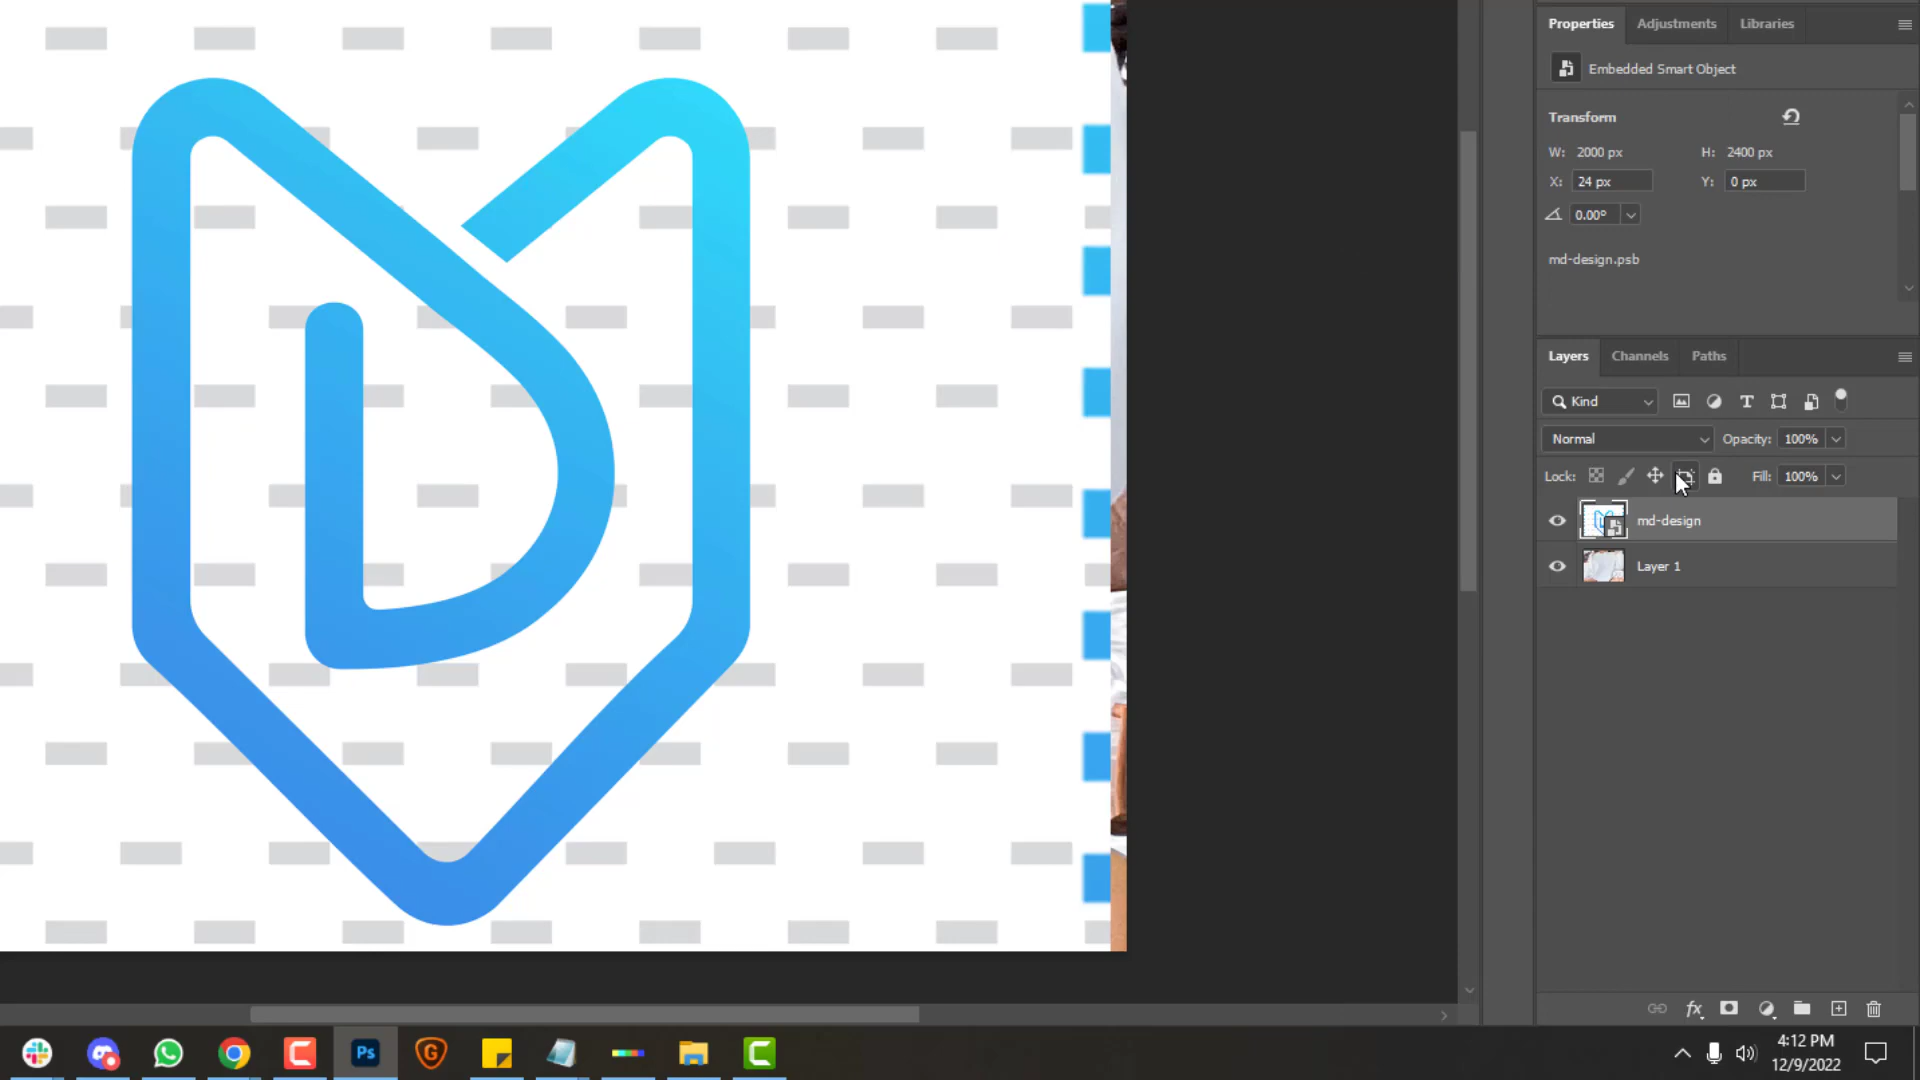 Properties Adjustments Libraries
Embedded Smart Object
Transform
W: 2000 px H: 2400 px
X: 24 px Y: 0 px
0.00°
md-design.psb
Layers Channels Paths
Kind
Normal Opacity: 100%
Lock: Fill: 100%
md-design
Layer 1
Ps
4:12 PM
12/9/2022